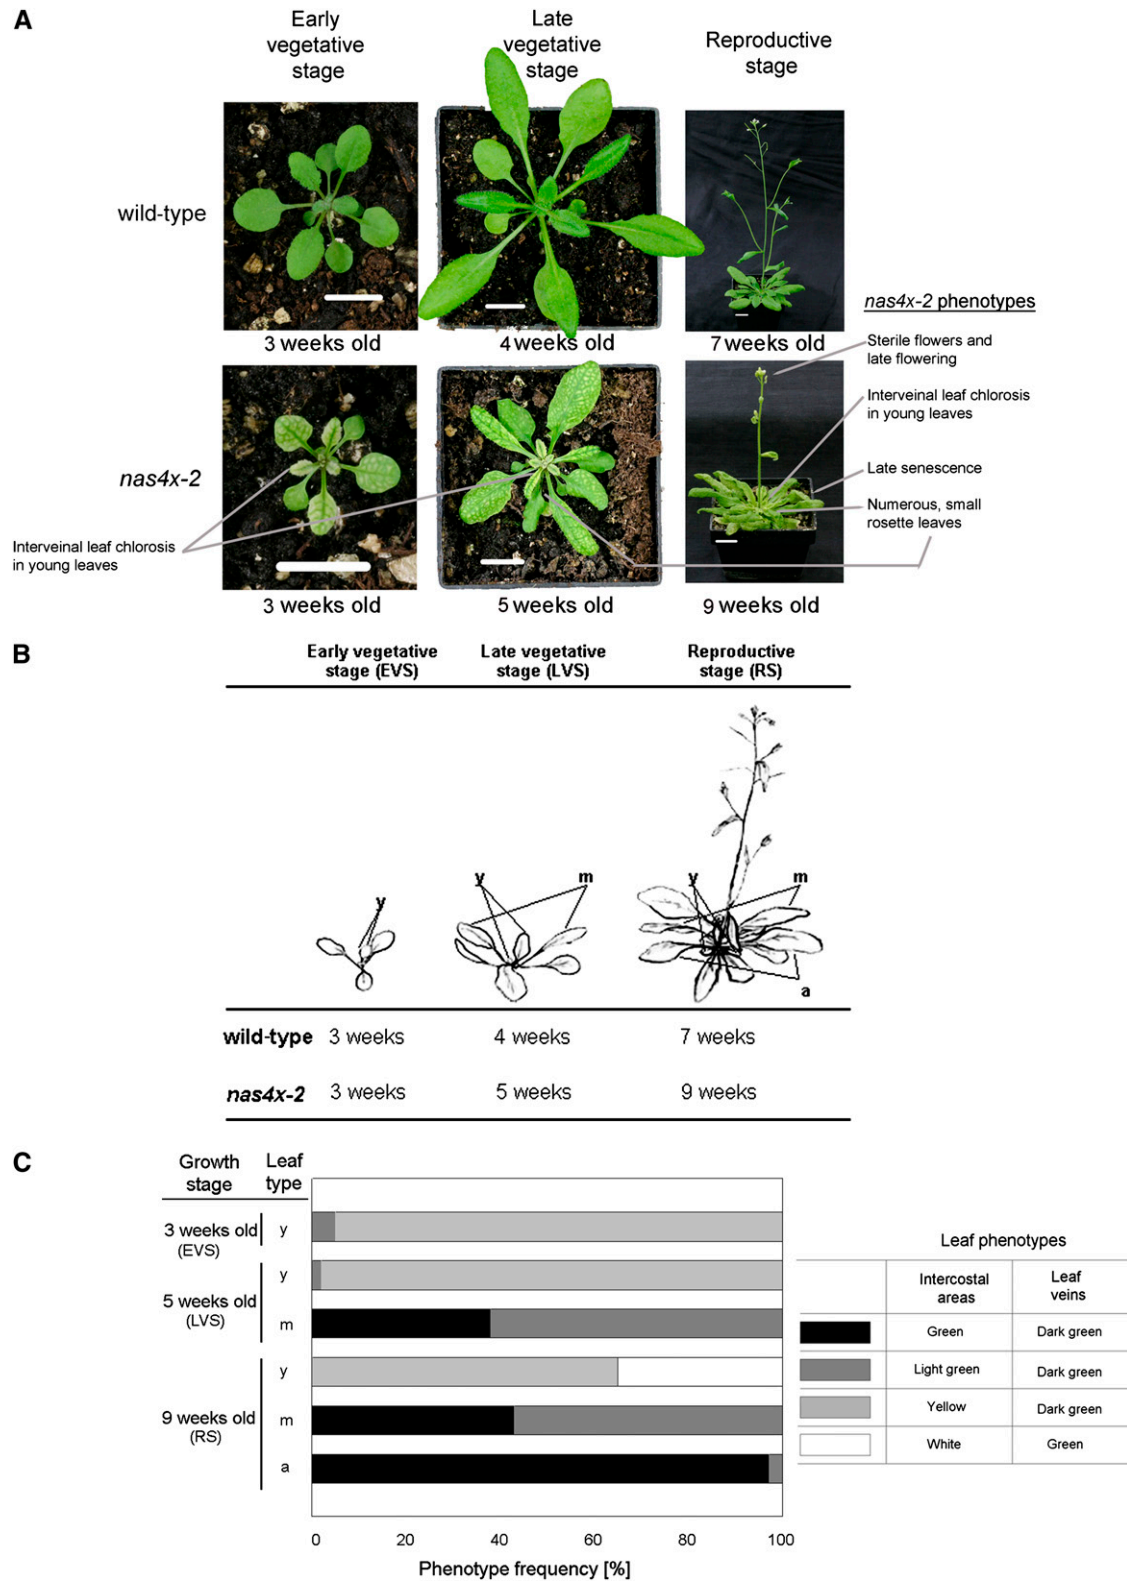 A
Early
vegetative
stage
Late
vegetative
stage
Reproductive
stage
wild-type
3 weeks old
4 weeks old
7 weeks old
nas4x-2 phenotypes
Sterile flowers and
late flowering
Interveinal leaf chlorosis
in young leaves
Late senescence
Numerous, small
rosette leaves
nas4x-2
Interveinal leaf chlorosis
in young leaves
3 weeks old
5 weeks old
9 weeks old
B
Early vegetative
stage (EVS)
Late vegetative
stage (LVS)
Reproductive
stage (RS)
y
y
m
y
m
a
wild-type 3 weeks 4 weeks 7 weeks
nas4x-2 3 weeks 5 weeks 9 weeks
C
Growth
stage
Leaf
type
3 weeks old
(EVS)
y
5 weeks old
(LVS)
y
m
9 weeks old
(RS)
y
m
a
0 20 40 60 80 100
Phenotype frequency [%]
Leaf phenotypes
Intercostal
areas
Leaf
veins
Green Dark green
Light green Dark green
Yellow Dark green
White Green